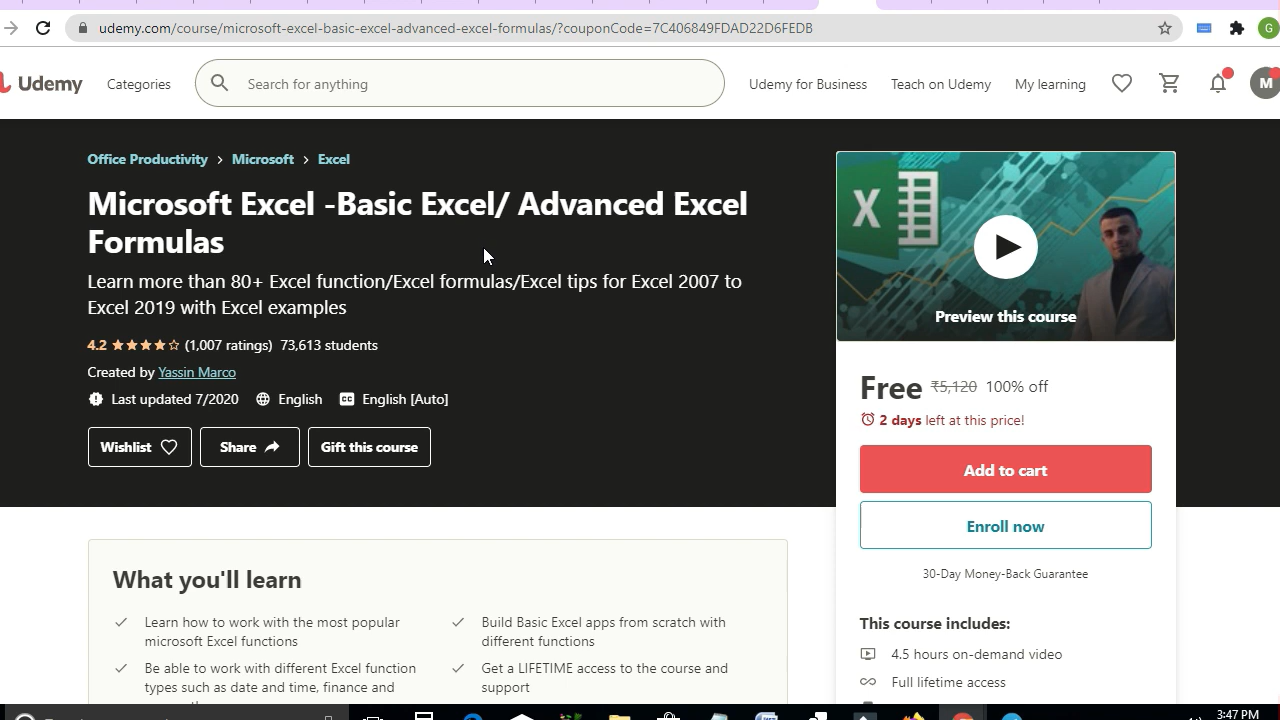 udemy.com/course/microsoft-excel-basic-excel-advanced-excel-formulas/?couponCode=7C406849FDAD22D6FEDB
G
Udemy
Categories
Search for anything
Udemy for Business
Teach on Udemy
My learning
M
Office Productivity > Microsoft > Excel
Microsoft Excel -Basic Excel/ Advanced Excel
Formulas
Learn more than 80+ Excel function/Excel formulas/Excel tips for Excel 2007 to
Excel 2019 with Excel examples
4.2 (1,007 ratings) 73,613 students
Created by Yassin Marco
Last updated 7/2020 English CC English [Auto]
Wishlist
Share
Gift this course
X
Preview this course
Free ₹5,120 100% off
2 days left at this price!
Add to cart
Enroll now
30-Day Money-Back Guarantee
This course includes:
4.5 hours on-demand video
Full lifetime access
What you'll learn
Learn how to work with the most popular
microsoft Excel functions
Be able to work with different Excel function
types such as date and time, finance and
Build Basic Excel apps from scratch with
different functions
Get a LIFETIME access to the course and
support
3:47 PM